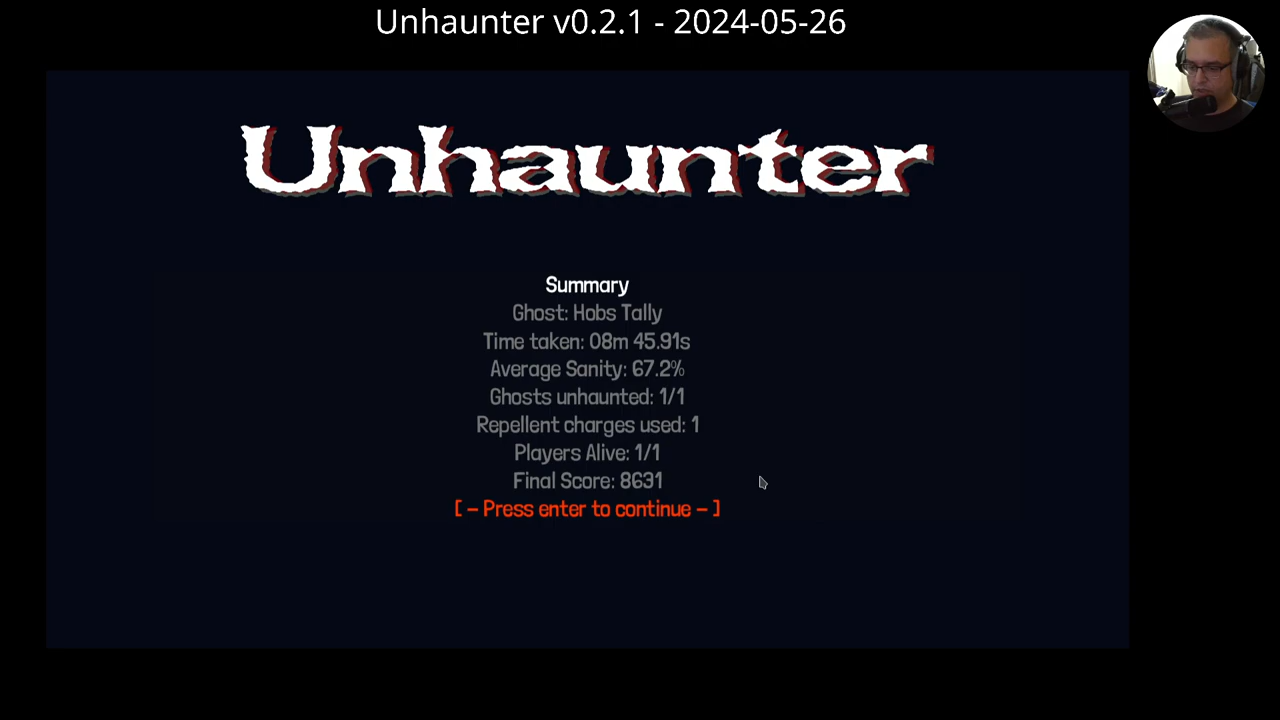 Unhaunter v0.2.1 - 2024-05-26
Unhaunter
Summary
Ghost: Hobs Tally
Time taken: 08m 45.91s
Average Sanity: 67.2%
Ghosts unhaunted: 1/1
Repellent charges used: 1
Players Alive: 1/1
Final Score: 8631
[ - Press enter to continue - ]